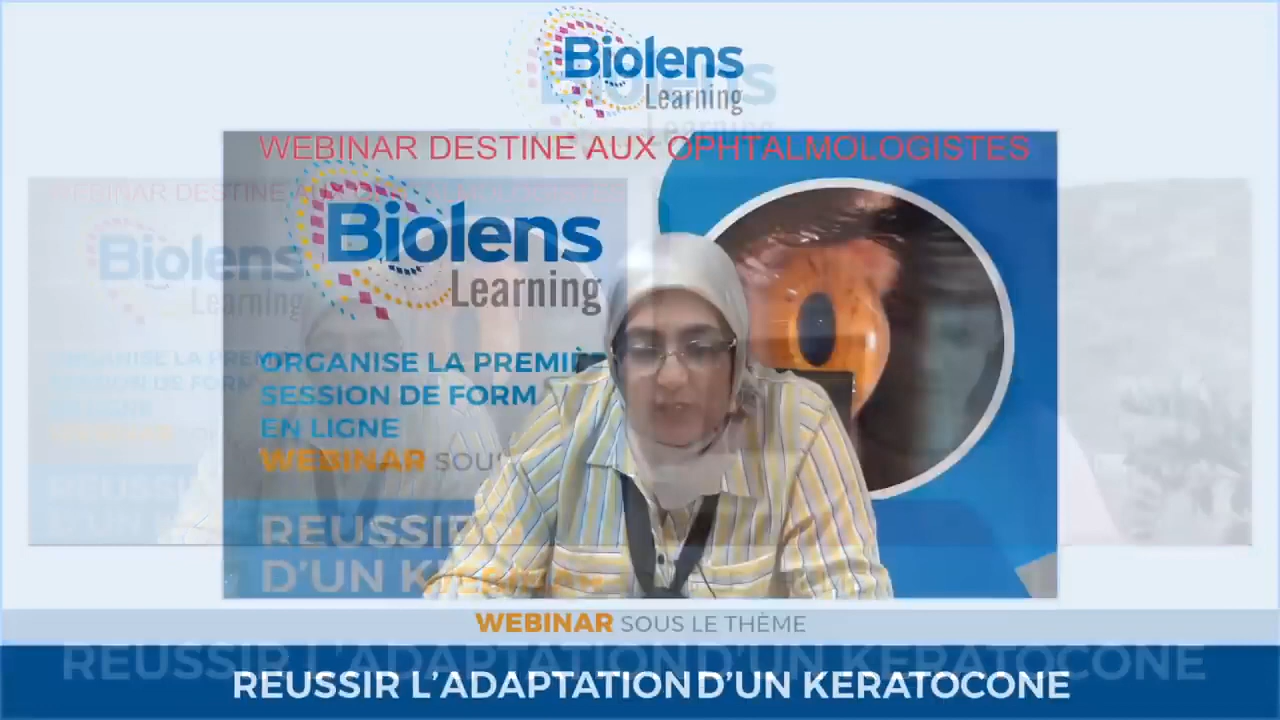 Biolens
Learning
WEBINAR DESTINE AUX OPHTALMOLOGISTES
Biolens
Learning
ORGANISE LA PREMIÈ
SESSION DE FORM
EN LIGNE
WEBINAR SOUS
REUSSIR
D'UN K
WEBINAR SOUS LE THÈME
REUSSIR L'ADAPTATION D'UN KERATOCONE